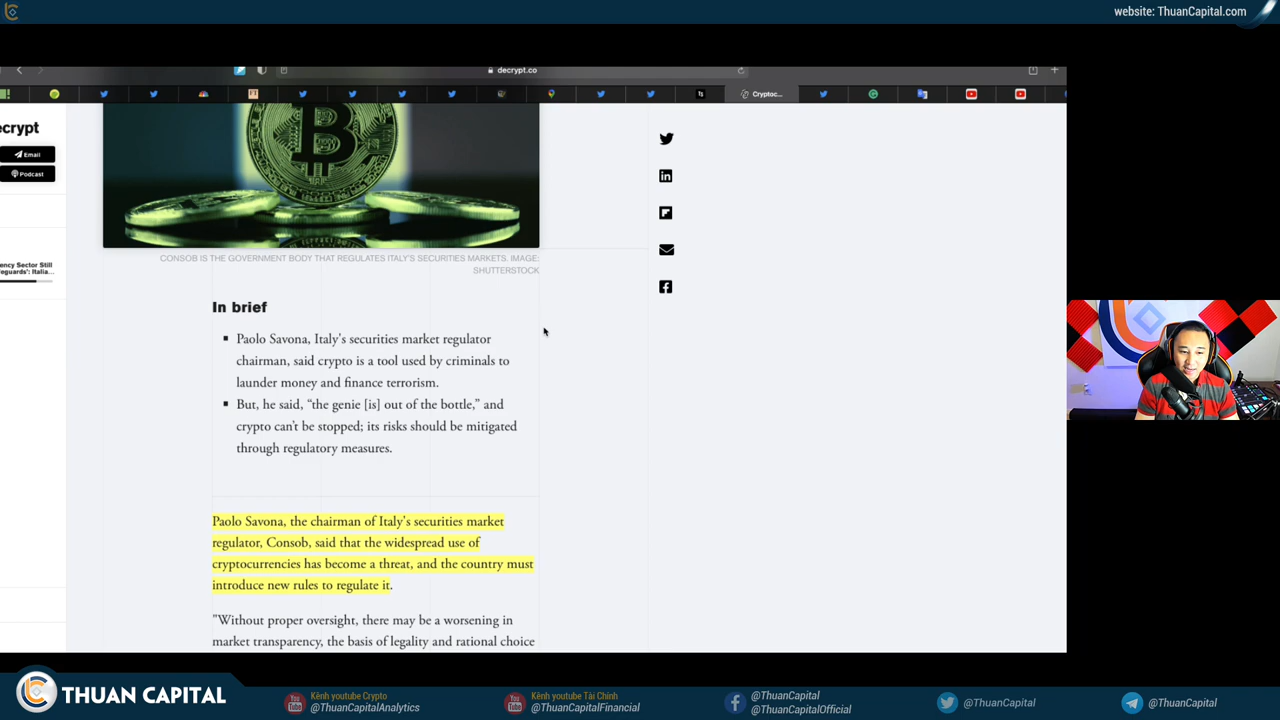 website: ThuanCapital.com
decrypt.co
Cryptoc...
ecrypt
Email
Podcast
ency Sector Still
eguards': Italia...
CONSOB IS THE GOVERNMENT BODY THAT REGULATES ITALY'S SECURITIES MARKETS. IMAGE:
SHUTTERSTOCK
In brief
Paolo Savona, Italy's securities market regulator
chairman, said crypto is a tool used by criminals to
launder money and finance terrorism.
But, he said, “the genie [is] out of the bottle,” and
crypto can't be stopped; its risks should be mitigated
through regulatory measures.
Paolo Savona, the chairman of Italy's securities market
regulator, Consob, said that the widespread use of
cryptocurrencies has become a threat, and the country must
introduce new rules to regulate it.
"Without proper oversight, there may be a worsening in
market transparency, the basis of legality and rational choice
THUAN CAPITAL
Kênh youtube Crypto
@ThuanCapitalAnalytics
Kênh youtube Tài Chính
@ThuanCapitalFinancial
@ThuanCapital
@ThuanCapitalOfficial
@ThuanCapital
@ThuanCapital